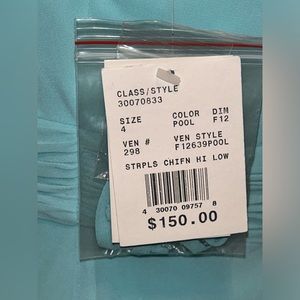 CLASS/STYLE
30070833
SIZE COLOR DIM
4 POOL F12
VEN # VEN STYLE
298 F12639POOL
STRPLS CHIFN HI LOW
4 30070 09757 8
$150.00